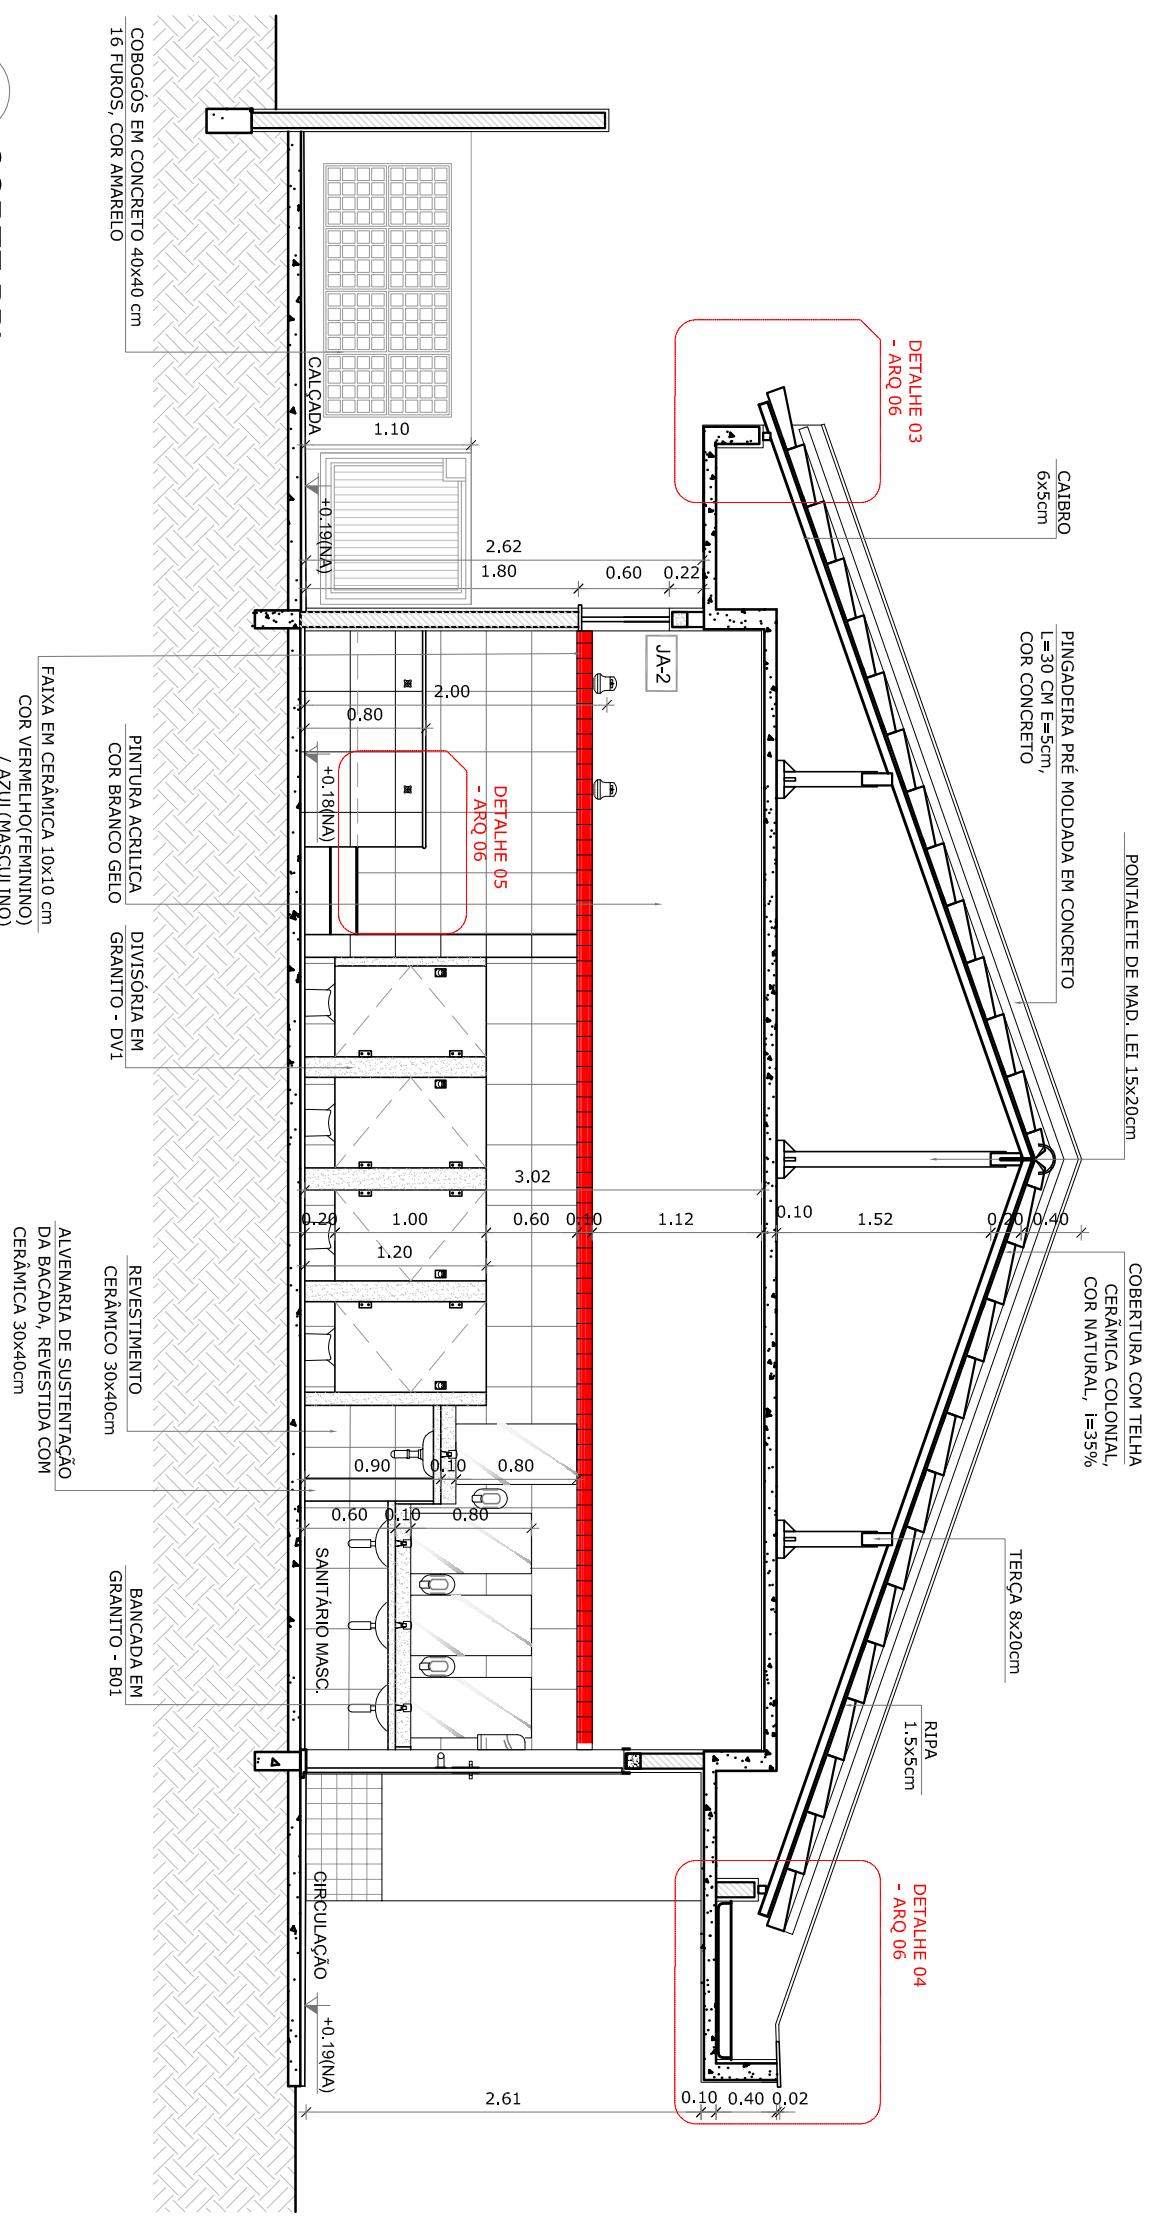 PONTALETE DE MAD. LEI 15x20cm
COBERTURA COM TELHA
CERÂMICA COLONIAL,
COR NATURAL, i=35%
CAIBRO
6x5cm
PINGADEIRA PRÉ MOLDADA EM CONCRETO
L=30 CM E=5cm,
COR CONCRETO
TERÇA 8x20cm
RIPA
1.5x5cm
DETALHE 03
- ARQ 06
DETALHE 04
- ARQ 06
0.40
0.20
1.52
0.10
0.02
0.40
0.10
JA-2
0.22
0.60
2.62
1.80
1.12
0.10
0.60
3.02
1.00
1.20
0.20
2.61
2.00
0.80
DETALHE 05
- ARQ 06
1.10
0.80
0.10
0.90
0.80
0.10
0.60
CALÇADA
+0.19(NA)
+0.18(NA)
SANITÁRIO MASC.
CIRCULAÇÃO
+0.19(NA)
COBOGÓS EM CONCRETO 40x40 cm
16 FUROS, COR AMARELO
PINTURA ACRILICA
COR BRANCO GELO
DIVISÓRIA EM
GRANITO - DV1
REVESTIMENTO
CERÂMICO 30x40cm
BANCADA EM
GRANITO - B01
FAIXA EM CERÂMICA 10x10 cm
COR VERMELHO(FEMININO)
/ AZUL(MASCULINO)
ALVENARIA DE SUSTENTAÇÃO
DA BACADA, REVESTIDA COM
CERÂMICA 30x40cm